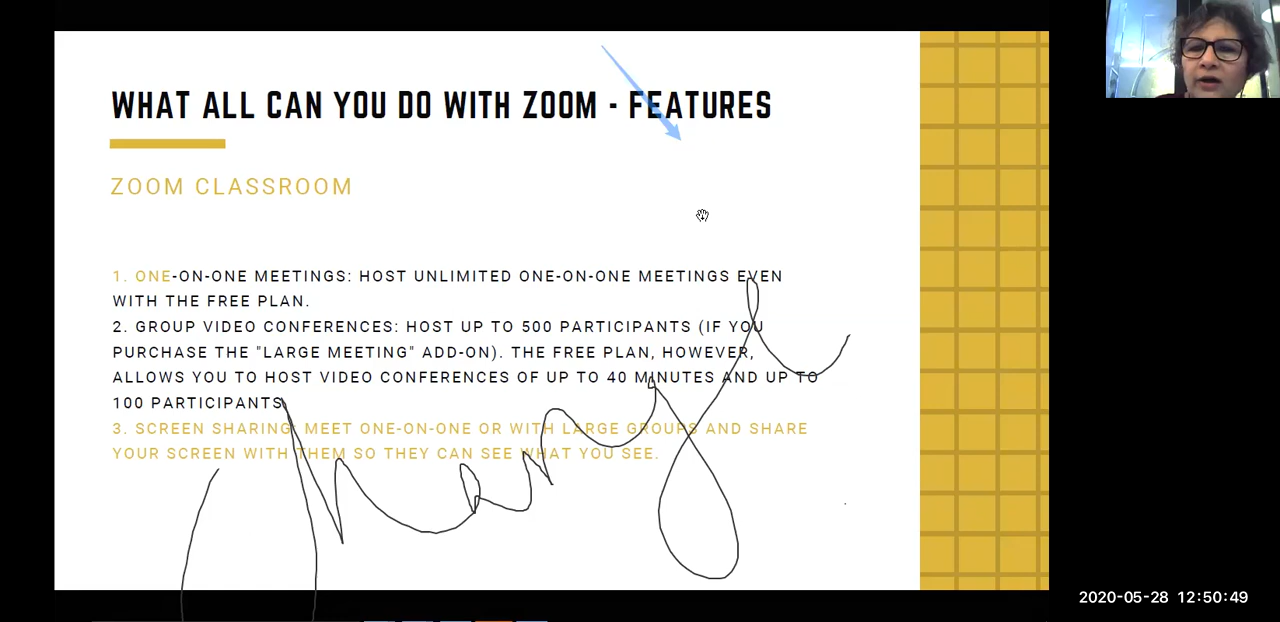 WHAT ALL CAN YOU DO WITH ZOOM - FEATURES
ZOOM CLASSROOM
1. ONE-ON-ONE MEETINGS: HOST UNLIMITED ONE-ON-ONE MEETINGS EVEN
WITH THE FREE PLAN.
2. GROUP VIDEO CONFERENCES: HOST UP TO 500 PARTICIPANTS (IF YOU
PURCHASE THE "LARGE MEETING" ADD-ON). THE FREE PLAN, HOWEVER,
ALLOWS YOU TO HOST VIDEO CONFERENCES OF UP TO 40 MINUTES AND UP TO
100 PARTICIPANTS.
3. SCREEN SHARING: MEET ONE-ON-ONE OR WITH LARGE GROUPS AND SHARE
YOUR SCREEN WITH THEM SO THEY CAN SEE WHAT YOU SEE.
2020-05-28 12:50:49